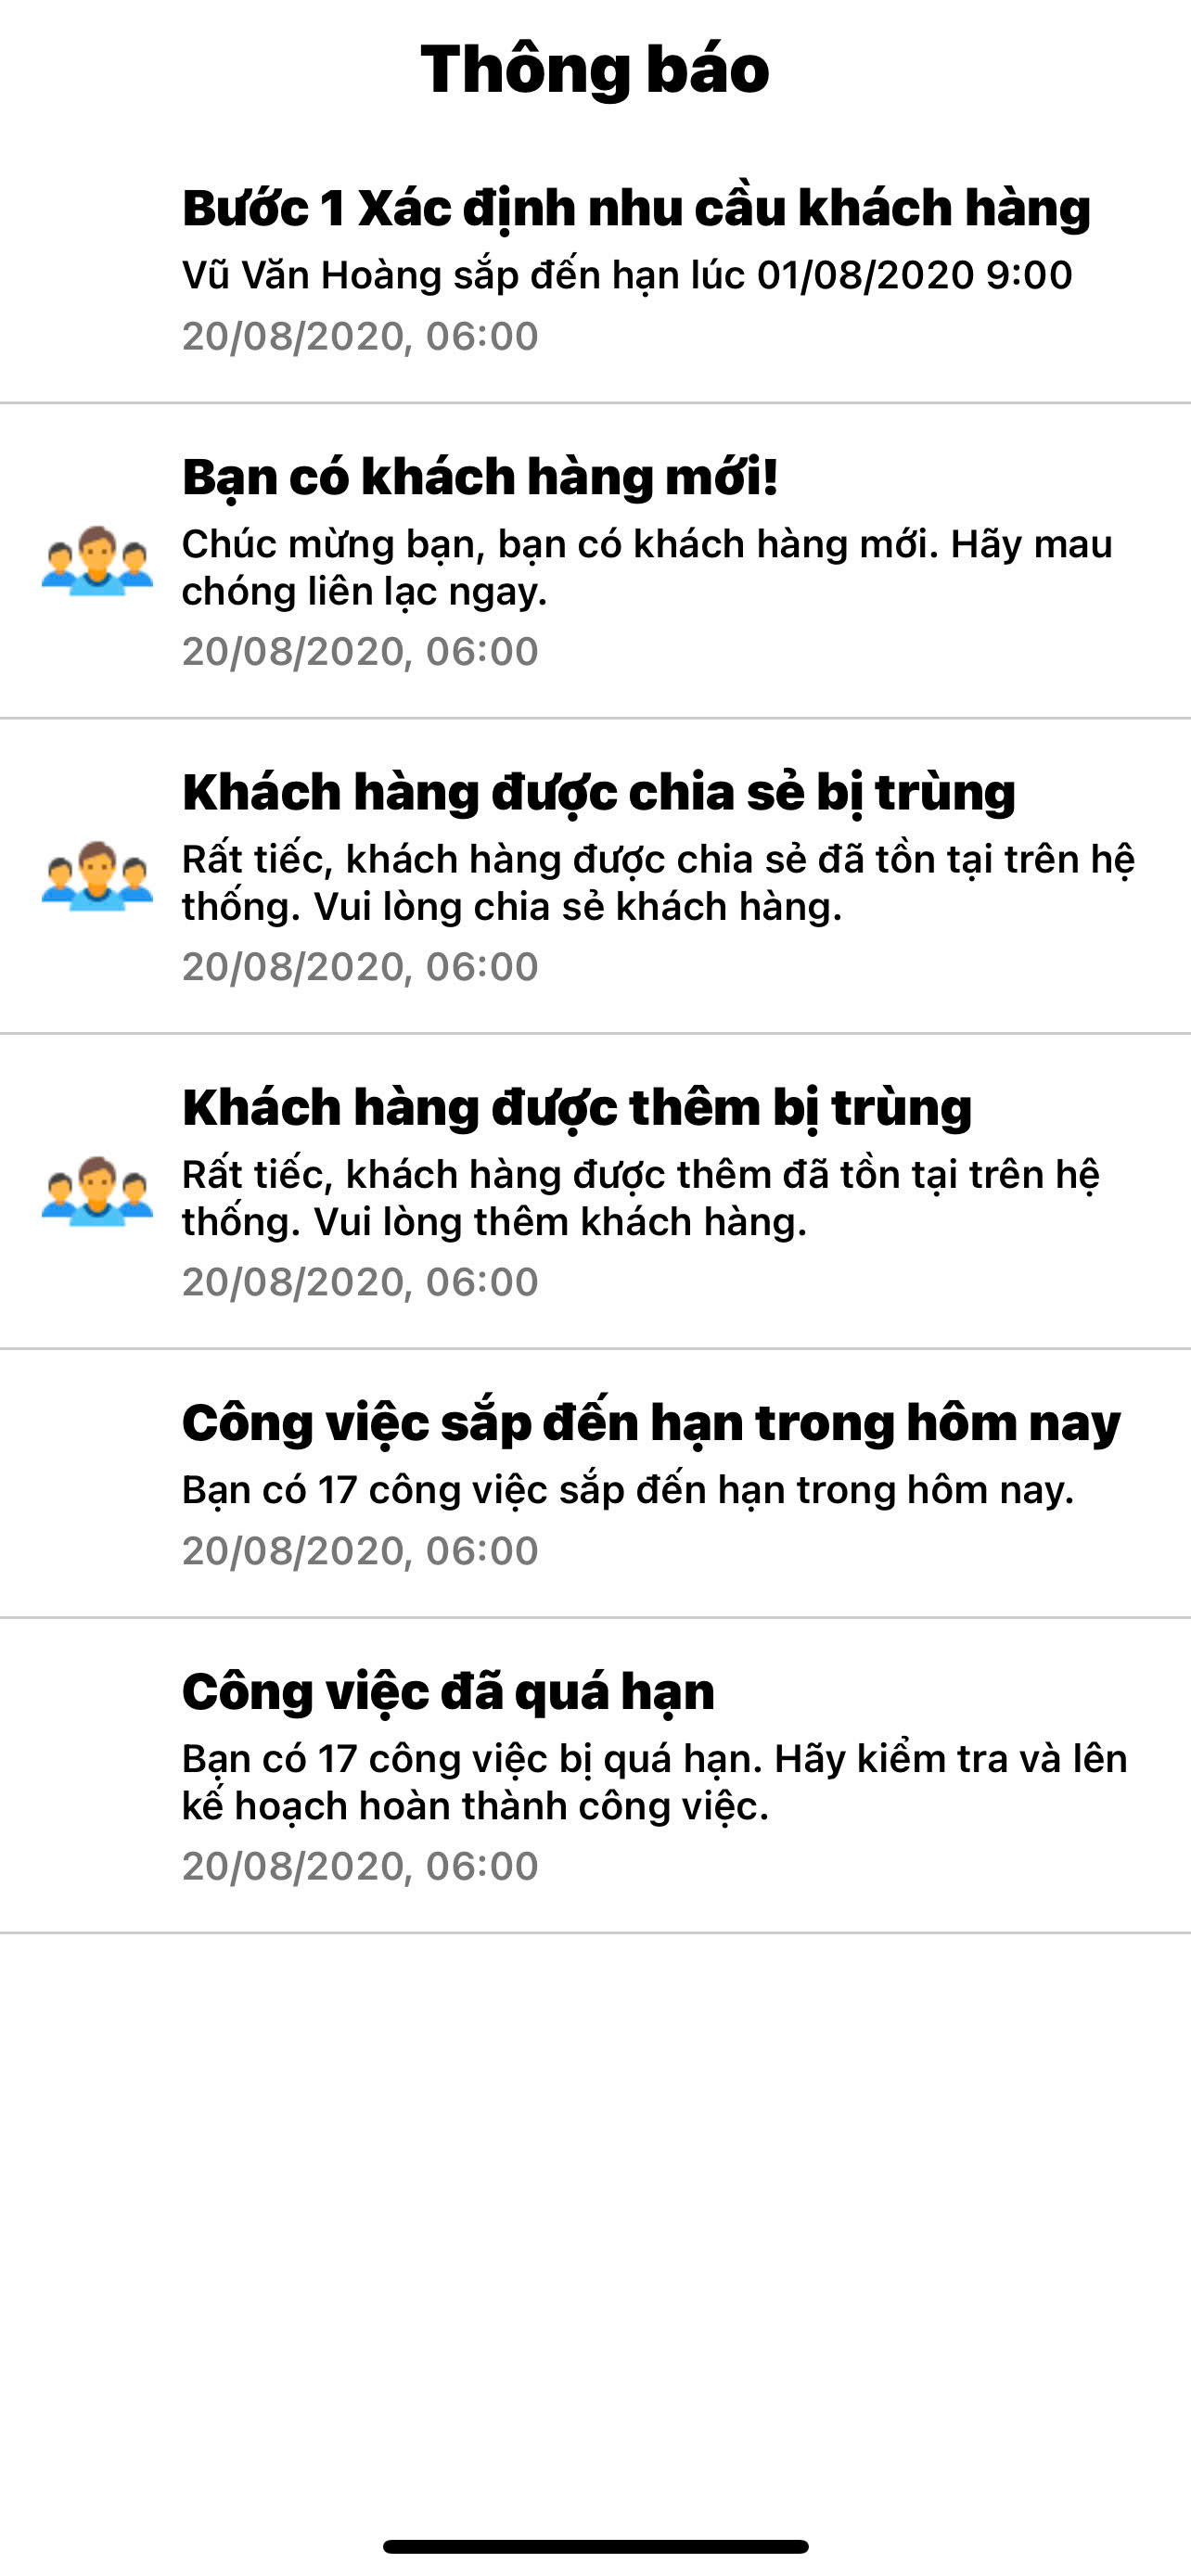 Thông báo
Bước 1 Xác định nhu cầu khách hàng
Vũ Văn Hoàng sắp đến hạn lúc 01/08/2020 9:00
20/08/2020, 06:00
Bạn có khách hàng mới!
Chúc mừng bạn, bạn có khách hàng mới. Hãy mau
chóng liên lạc ngay.
20/08/2020, 06:00
Khách hàng được chia sẻ bị trùng
Rất tiếc, khách hàng được chia sẻ đã tồn tại trên hệ
thống. Vui lòng chia sẻ khách hàng.
20/08/2020, 06:00
Khách hàng được thêm bị trùng
Rất tiếc, khách hàng được thêm đã tồn tại trên hệ
thống. Vui lòng thêm khách hàng.
20/08/2020, 06:00
Công việc sắp đến hạn trong hôm nay
Bạn có 17 công việc sắp đến hạn trong hôm nay.
20/08/2020, 06:00
Công việc đã quá hạn
Bạn có 17 công việc bị quá hạn. Hãy kiểm tra và lên
kế hoạch hoàn thành công việc.
20/08/2020, 06:00